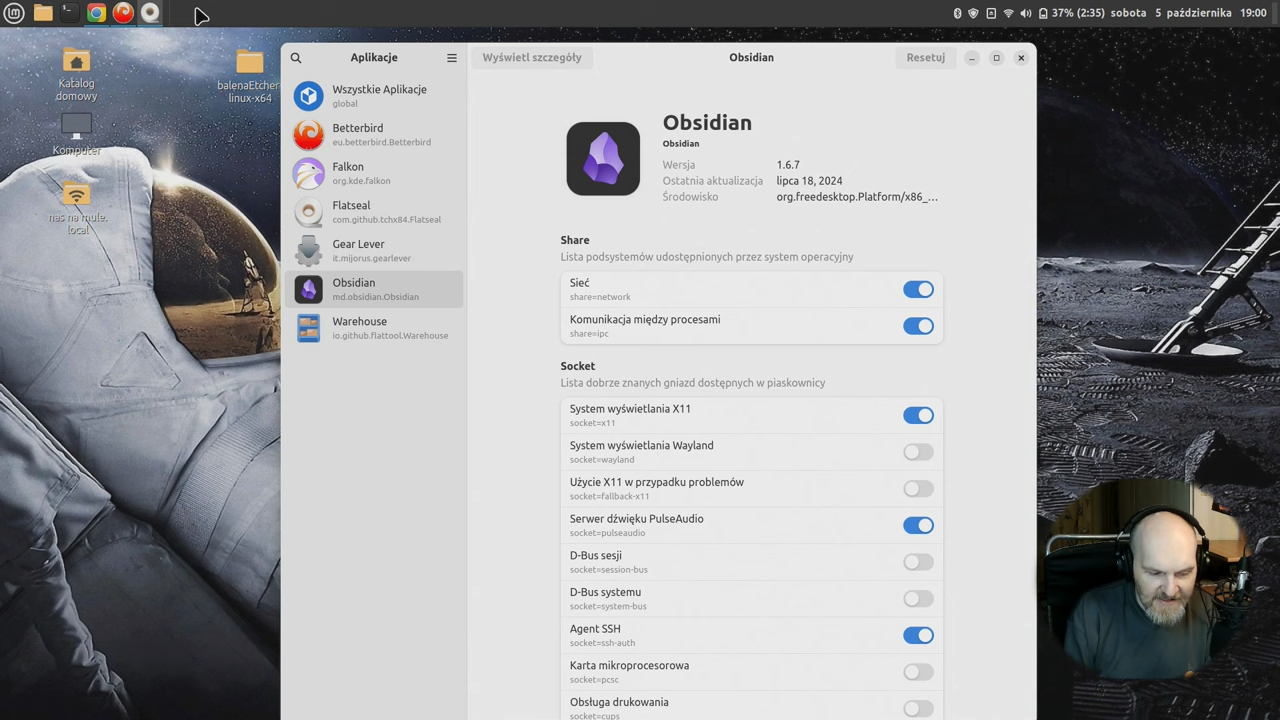 37% (2:35) sobota 5 października 19:00
Katalog
domowy
balenaEtcher
linux-x64
Komputer
nas na mule.
local
Aplikacje
Wyświetl szczegóły
Obsidian
Resetuj
Wszystkie Aplikacje
global
Betterbird
eu.betterbird.Betterbird
Falkon
org.kde.falkon
Flatseal
com.github.tchx84.Flatseal
Gear Lever
it.mijorus.gearlever
Obsidian
md.obsidian.Obsidian
Warehouse
io.github.flattool.Warehouse
Obsidian
Obsidian
Wersja 1.6.7
Ostatnia aktualizacja lipca 18, 2024
Środowisko org.freedesktop.Platform/x86_…
Share
Lista podsystemów udostępnionych przez system operacyjny
Sieć
share=network
Komunikacja między procesami
share=ipc
Socket
Lista dobrze znanych gniazd dostępnych w piaskownicy
System wyświetlania X11
socket=x11
System wyświetlania Wayland
socket=wayland
Użycie X11 w przypadku problemów
socket=fallback-x11
Serwer dźwięku PulseAudio
socket=pulseaudio
D-Bus sesji
socket=session-bus
D-Bus systemu
socket=system-bus
Agent SSH
socket=ssh-auth
Karta mikroprocesorowa
socket=pcsc
Obsługa drukowania
socket=cups